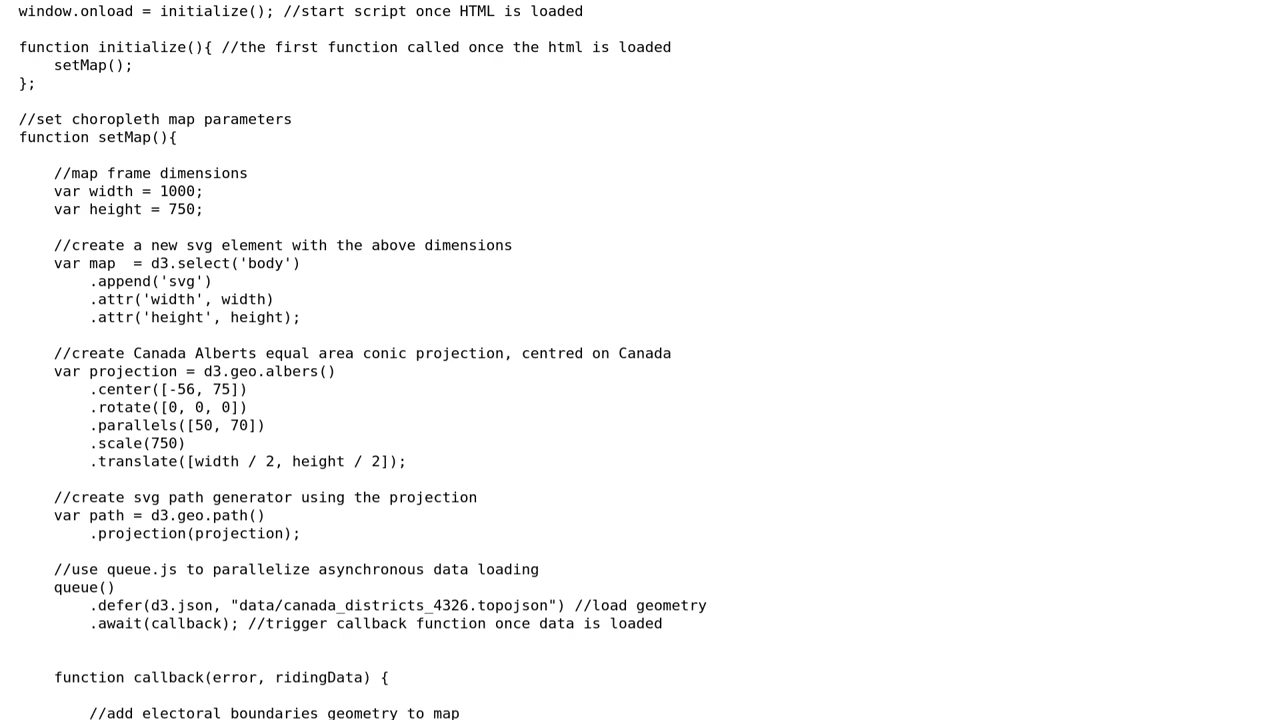 window.onload = initialize(); //start script once HTML is loaded

function initialize(){ //the first function called once the html is loaded
    setMap();
};

//set choropleth map parameters
function setMap(){

    //map frame dimensions
    var width = 1000;
    var height = 750;

    //create a new svg element with the above dimensions
    var map  = d3.select('body')
        .append('svg')
        .attr('width', width)
        .attr('height', height);

    //create Canada Alberts equal area conic projection, centred on Canada
    var projection = d3.geo.albers()
        .center([-56, 75])
        .rotate([0, 0, 0])
        .parallels([50, 70])
        .scale(750)
        .translate([width / 2, height / 2]);

    //create svg path generator using the projection
    var path = d3.geo.path()
        .projection(projection);

    //use queue.js to parallelize asynchronous data loading
    queue()
        .defer(d3.json, "data/canada_districts_4326.topojson") //load geometry
        .await(callback); //trigger callback function once data is loaded


    function callback(error, ridingData) {

        //add electoral boundaries geometry to map